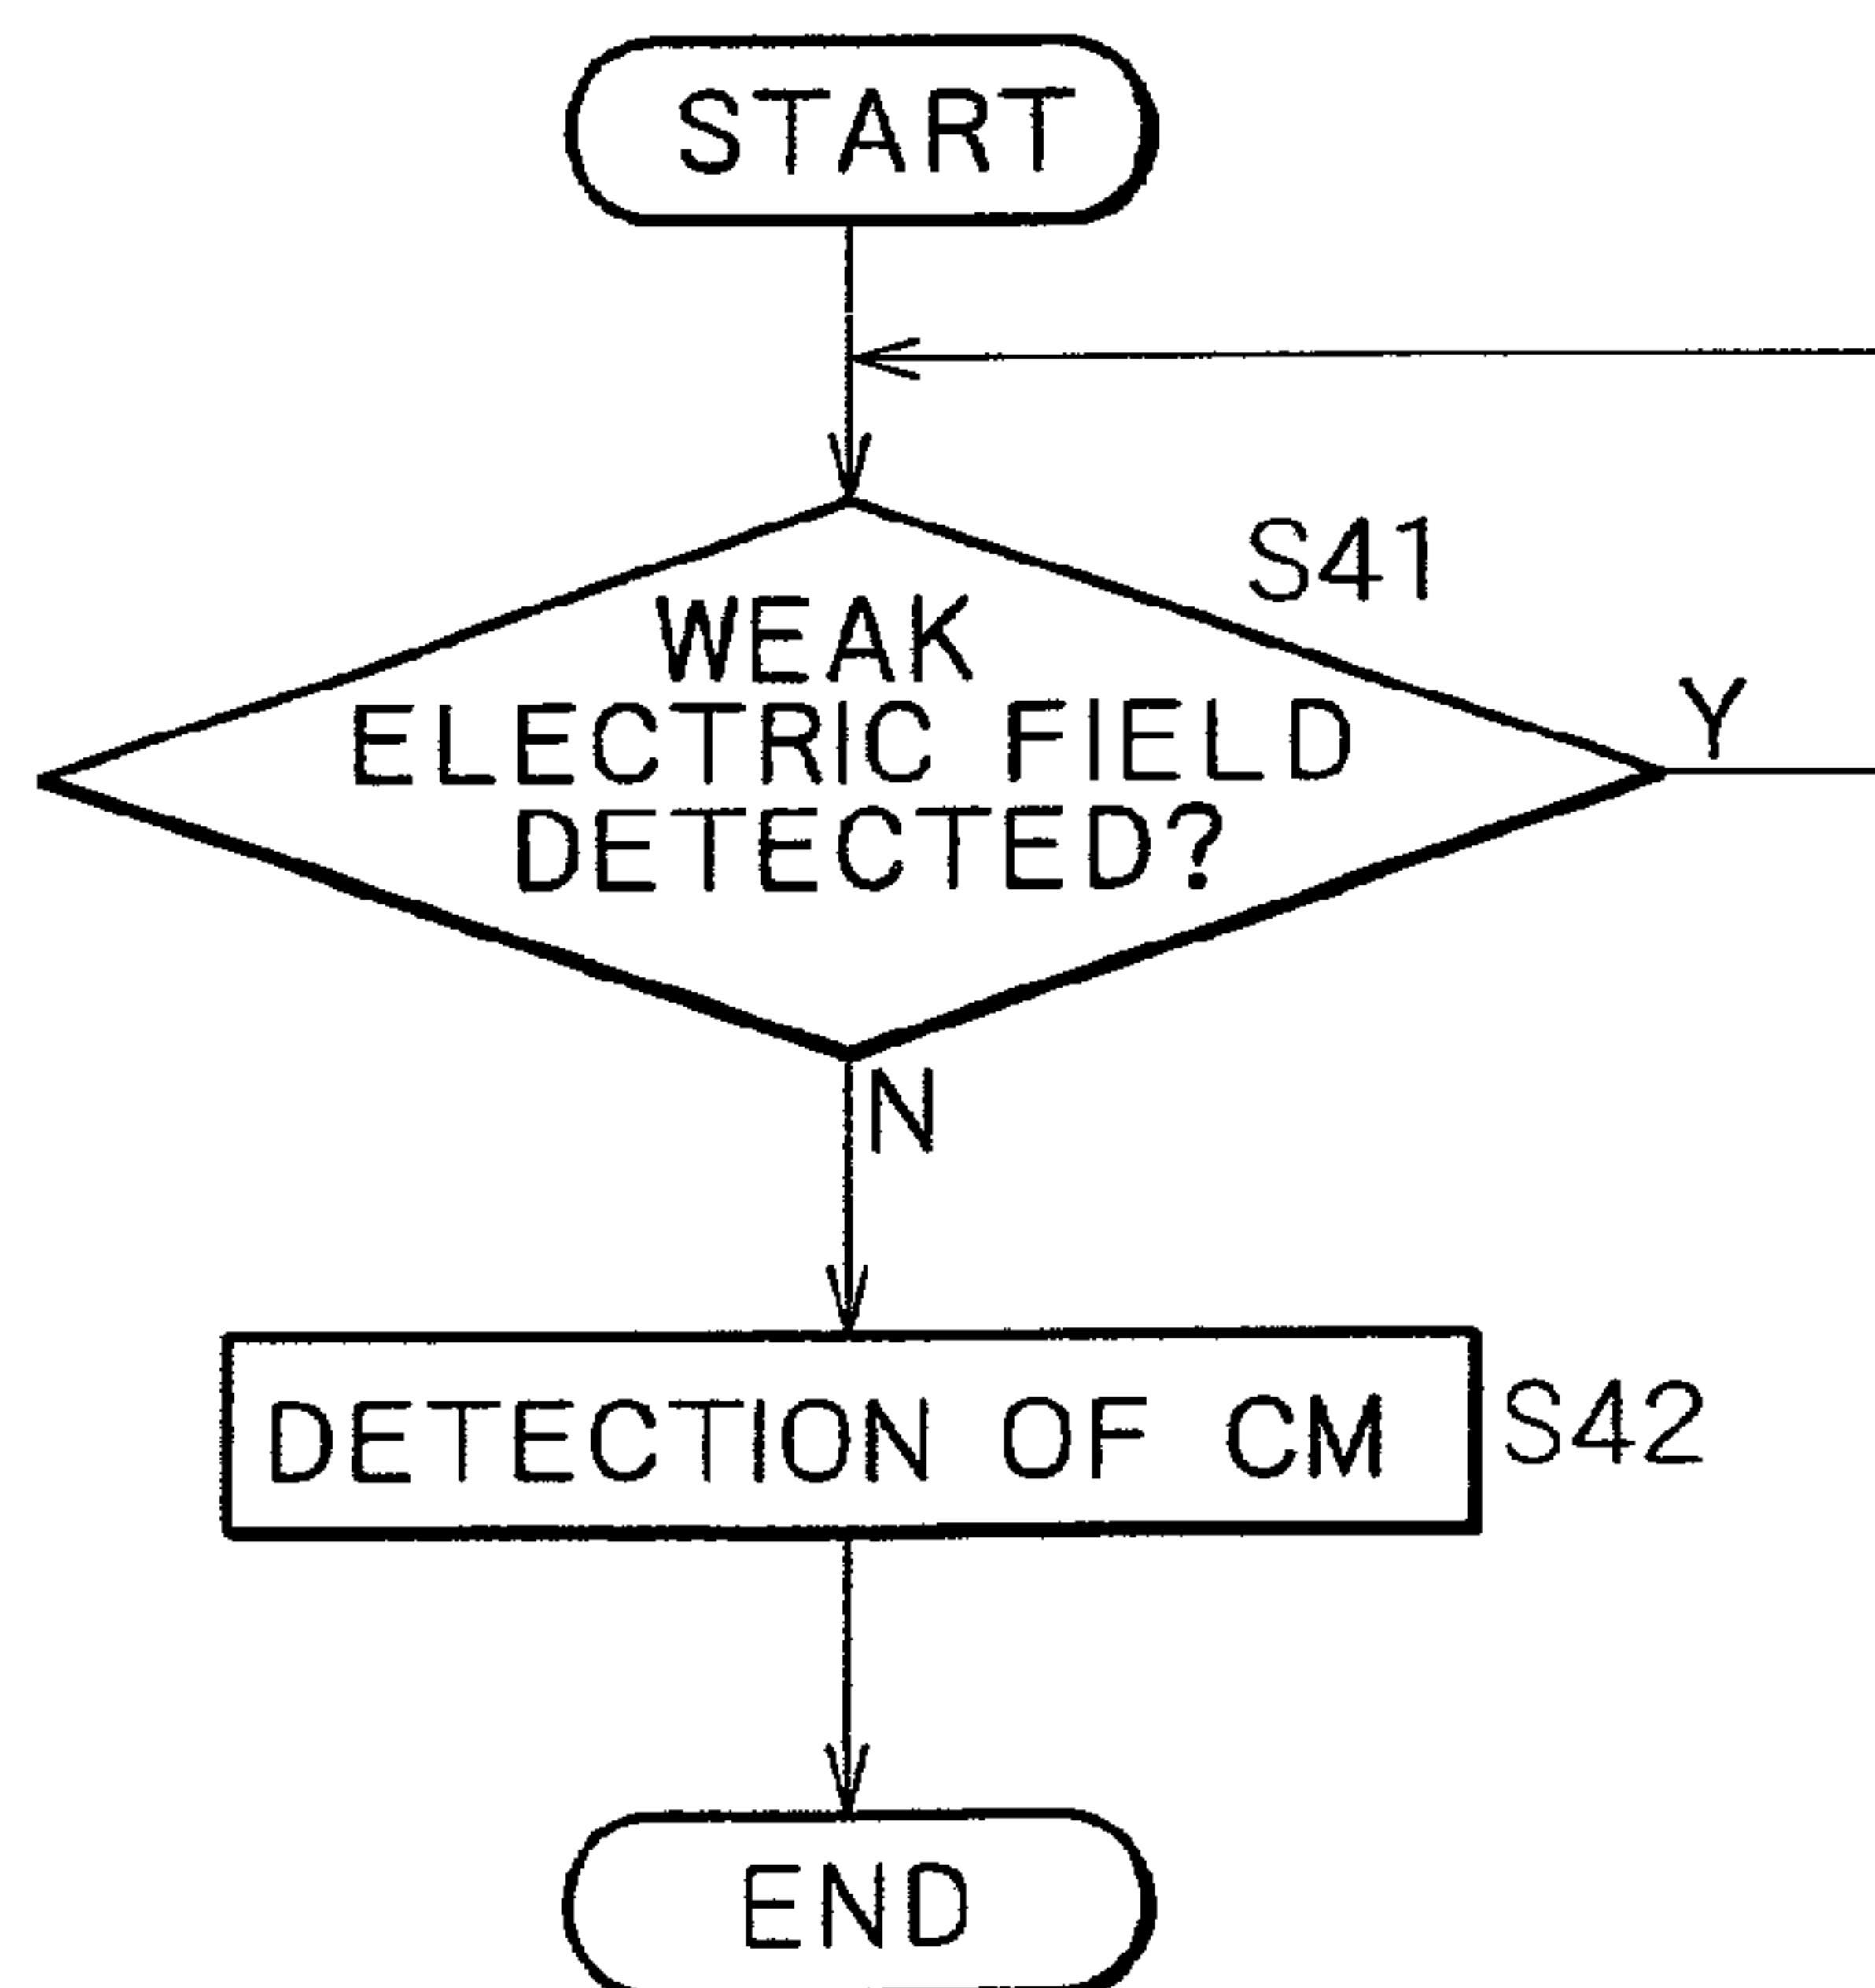 START
S41
WEAK
ELECTRIC FIELD
DETECTED?
Y
N
DETECTION OF CM
S42
END